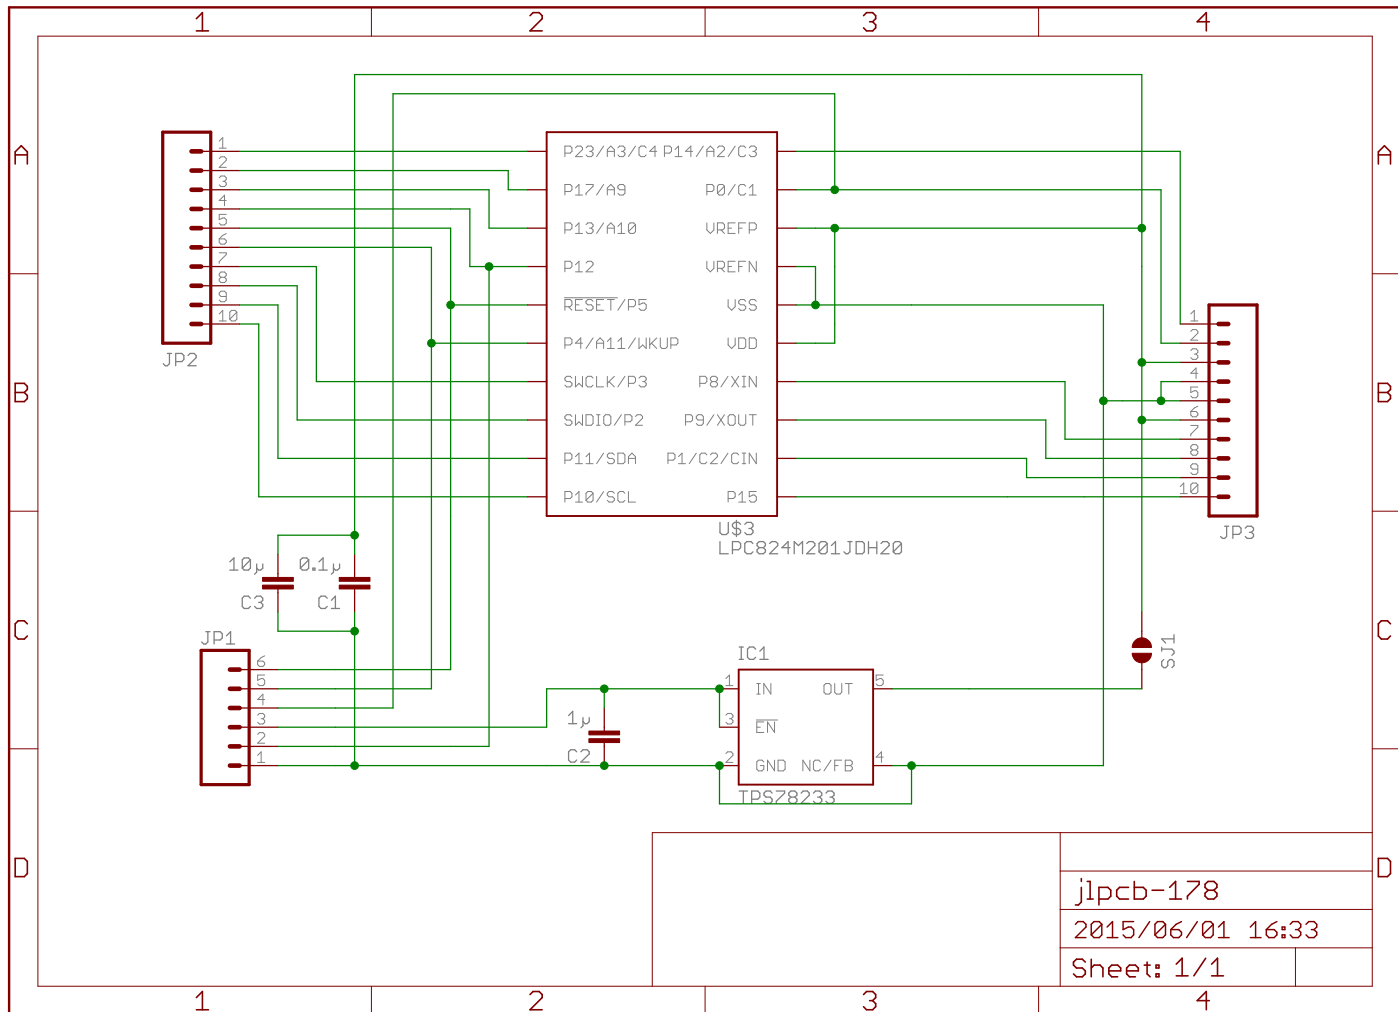 1 2 3 4
A A
B B
C C
D D
1 2 3 4
1
2
3
4
5
6
7
8
9
10
JP2
P23/A3/C4 P14/A2/C3
P17/A9 P0/C1
P13/A10 VREFP
P12 VREFN
RESET/P5 VSS
P4/A11/WKUP VDD
SWCLK/P3 P8/XIN
SWDIO/P2 P9/XOUT
P11/SDA P1/C2/CIN
P10/SCL P15
U$3
LPC824M201JDH20
1
2
3
4
5
6
7
8
9
10
JP3
10µ 0.1µ
C3 C1
JP1
6
5
4
3
2
1
1µ
C2
IC1
1 IN OUT 5
3 EN
2 GND NC/FB 4
TPS78233
SJ1
jlpcb-178
2015/06/01 16:33
Sheet: 1/1